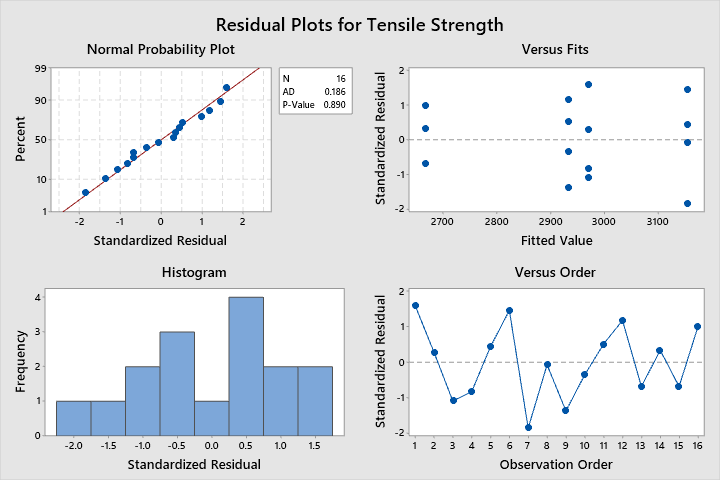 Residual Plots for Tensile Strength
Normal Probability Plot
99
90
50
10
1
Percent
-2 -1 0 1 2
Standardized Residual
N 16
AD 0.186
P-Value 0.890
Versus Fits
2
1
0
-1
-2
Standardized Residual
2700 2800 2900 3000 3100
Fitted Value
Histogram
4
3
2
1
0
Frequency
-2.0 -1.5 -1.0 -0.5 0.0 0.5 1.0 1.5
Standardized Residual
Versus Order
2
1
0
-1
-2
Standardized Residual
1 2 3 4 5 6 7 8 9 10 11 12 13 14 15 16
Observation Order